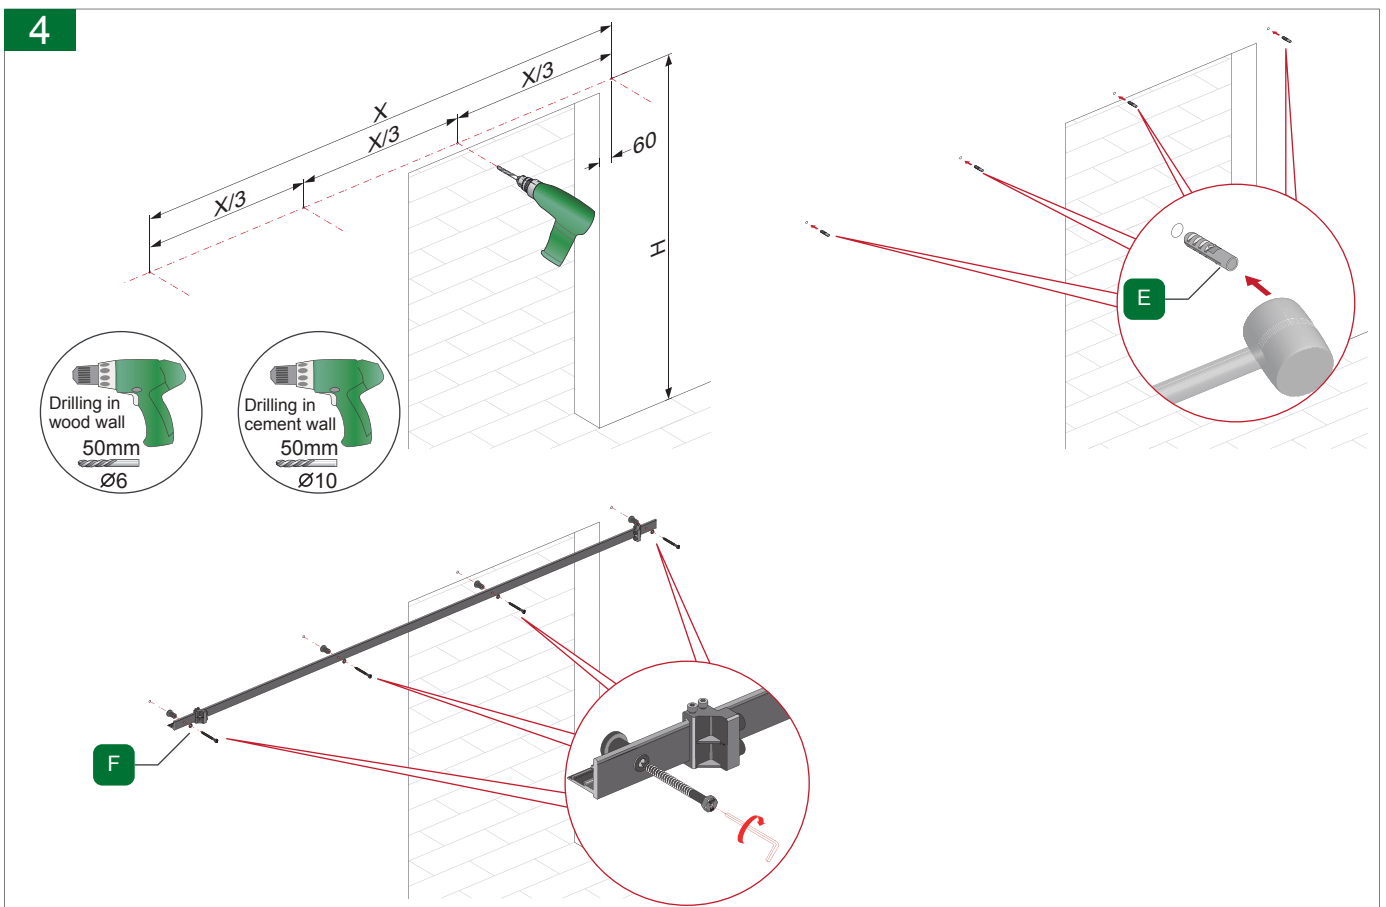 4
X
X/3
X/3
X/3
60
H
Drilling in
wood wall
50mm
Ø6
Drilling in
cement wall
50mm
Ø10
E
F